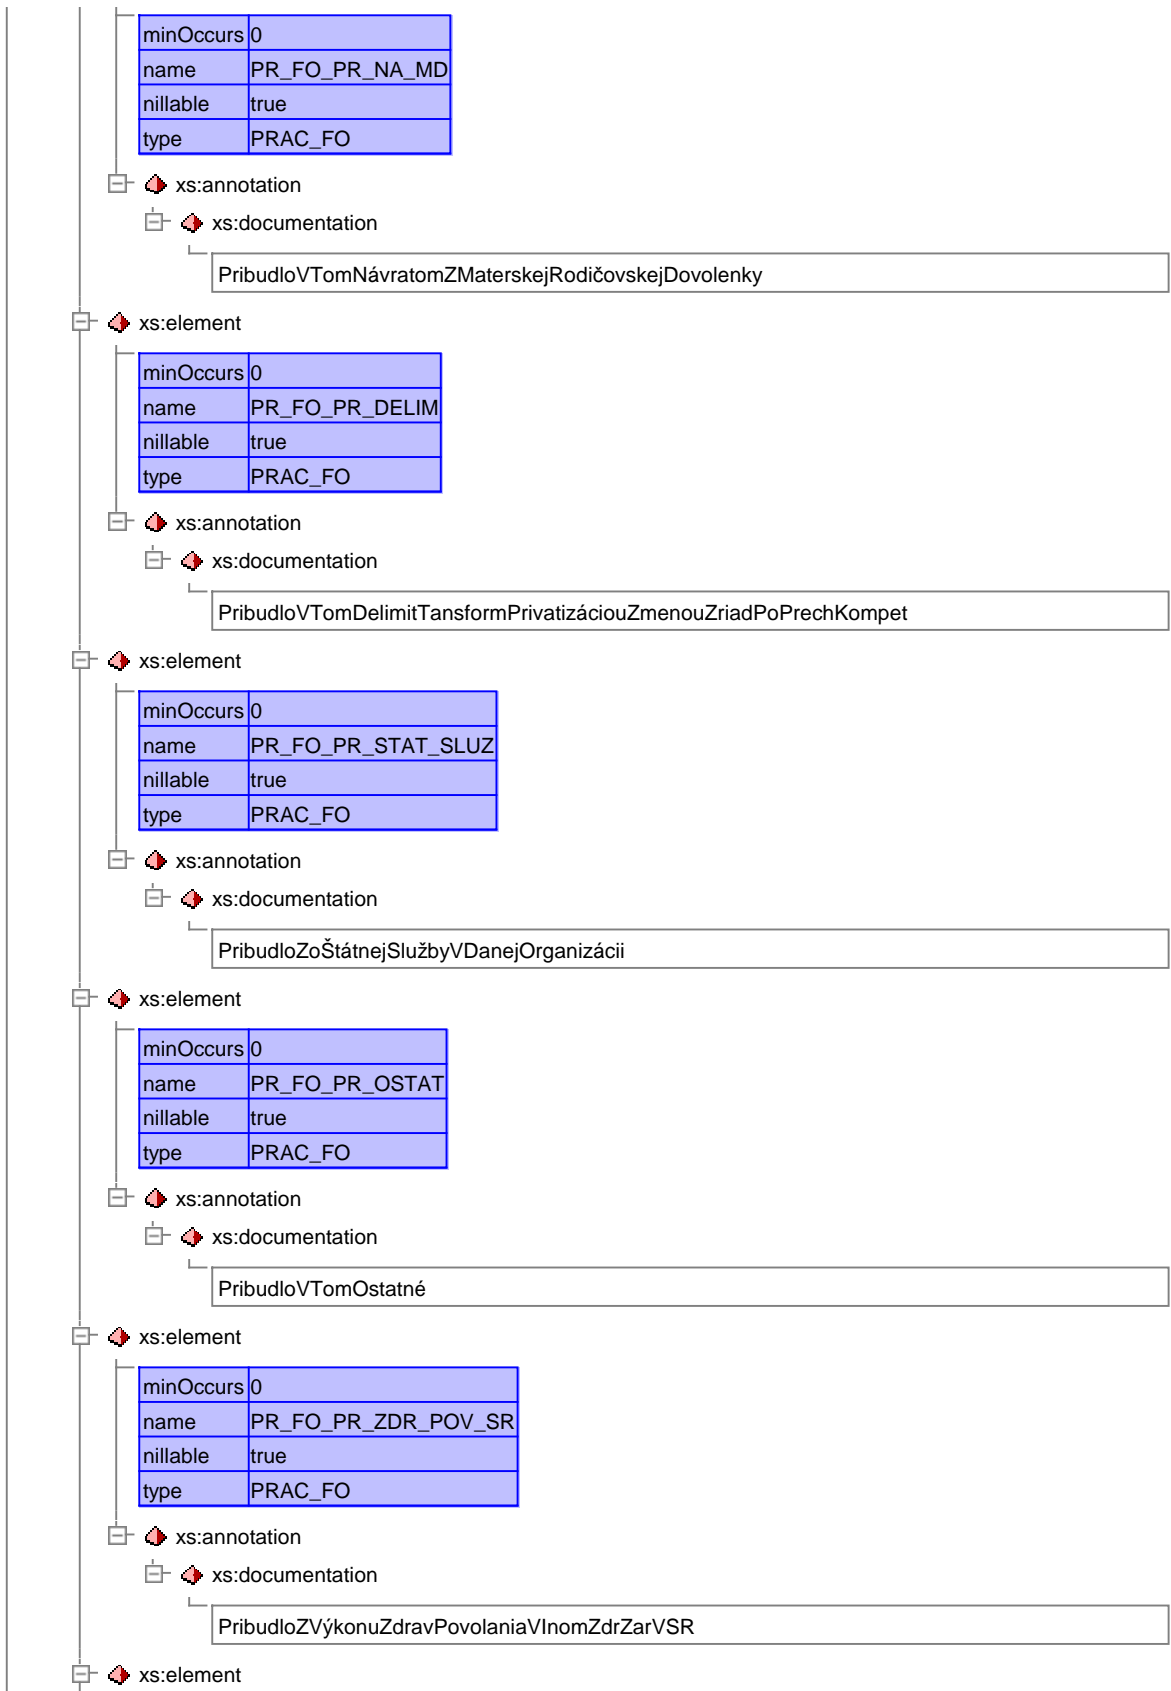 minOccurs 0
name PR_FO_PR_NA_MD
nillable true
type PRAC_FO
xs:annotation
xs:documentation
PribudloVTomNávratomZMaterskejRodičovskejDovolenky
xs:element
minOccurs 0
name PR_FO_PR_DELIM
nillable true
type PRAC_FO
xs:annotation
xs:documentation
PribudloVTomDelimitTansformPrivatizáciouZmenouZriadPoPrechKompet
xs:element
minOccurs 0
name PR_FO_PR_STAT_SLUZ
nillable true
type PRAC_FO
xs:annotation
xs:documentation
PribudloZoŠtátnejSlužbyVDanejOrganizácii
xs:element
minOccurs 0
name PR_FO_PR_OSTAT
nillable true
type PRAC_FO
xs:annotation
xs:documentation
PribudloVTomOstatné
xs:element
minOccurs 0
name PR_FO_PR_ZDR_POV_SR
nillable true
type PRAC_FO
xs:annotation
xs:documentation
PribudloZVýkonuZdravPovolaniaVInomZdrZarVSR
xs:element